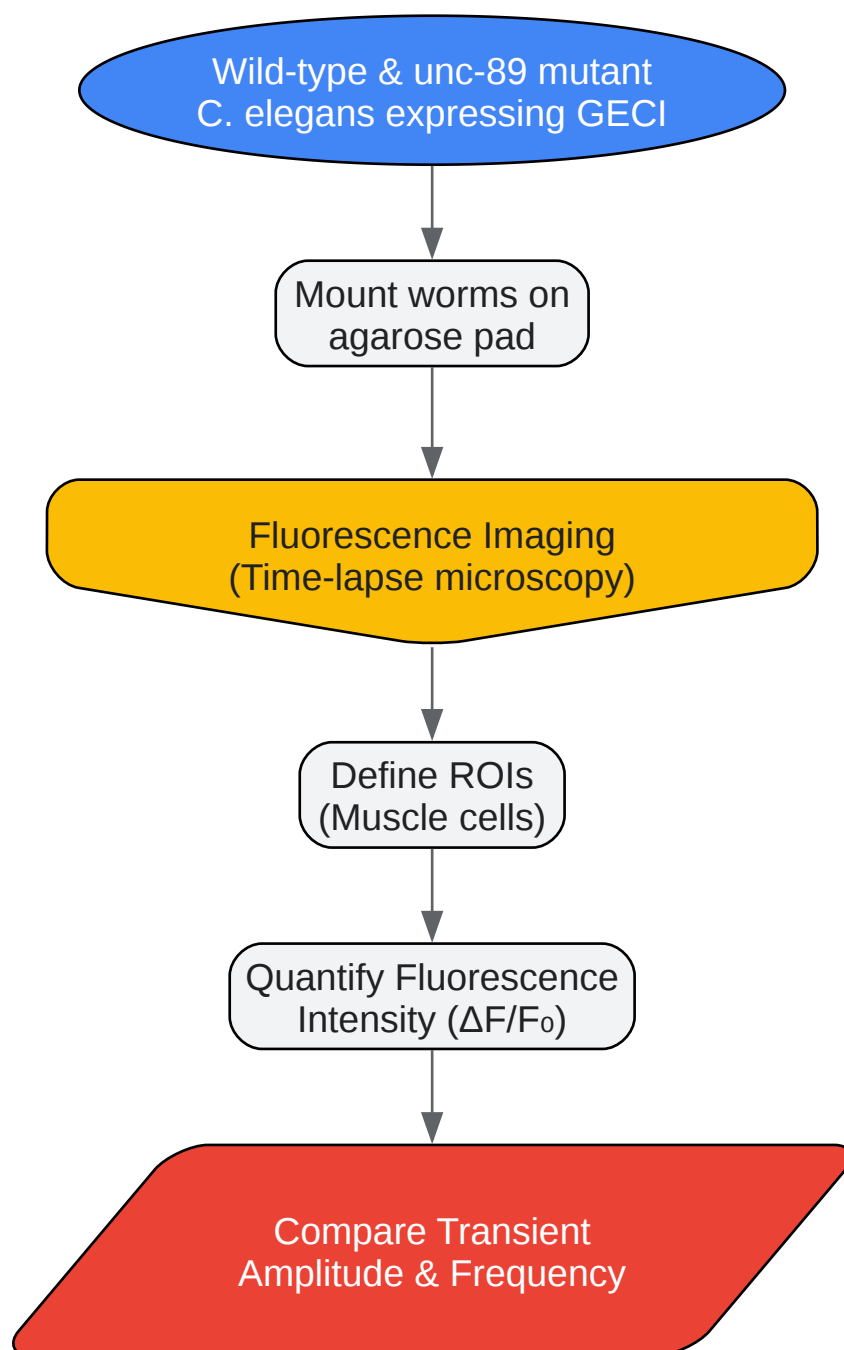 Wild-type & unc-89 mutant
C. elegans expressing GECI
Mount worms on
agarose pad
Fluorescence Imaging
(Time-lapse microscopy)
Define ROIs
(Muscle cells)
Quantify Fluorescence
Intensity (ΔF/F₀)
Compare Transient
Amplitude & Frequency